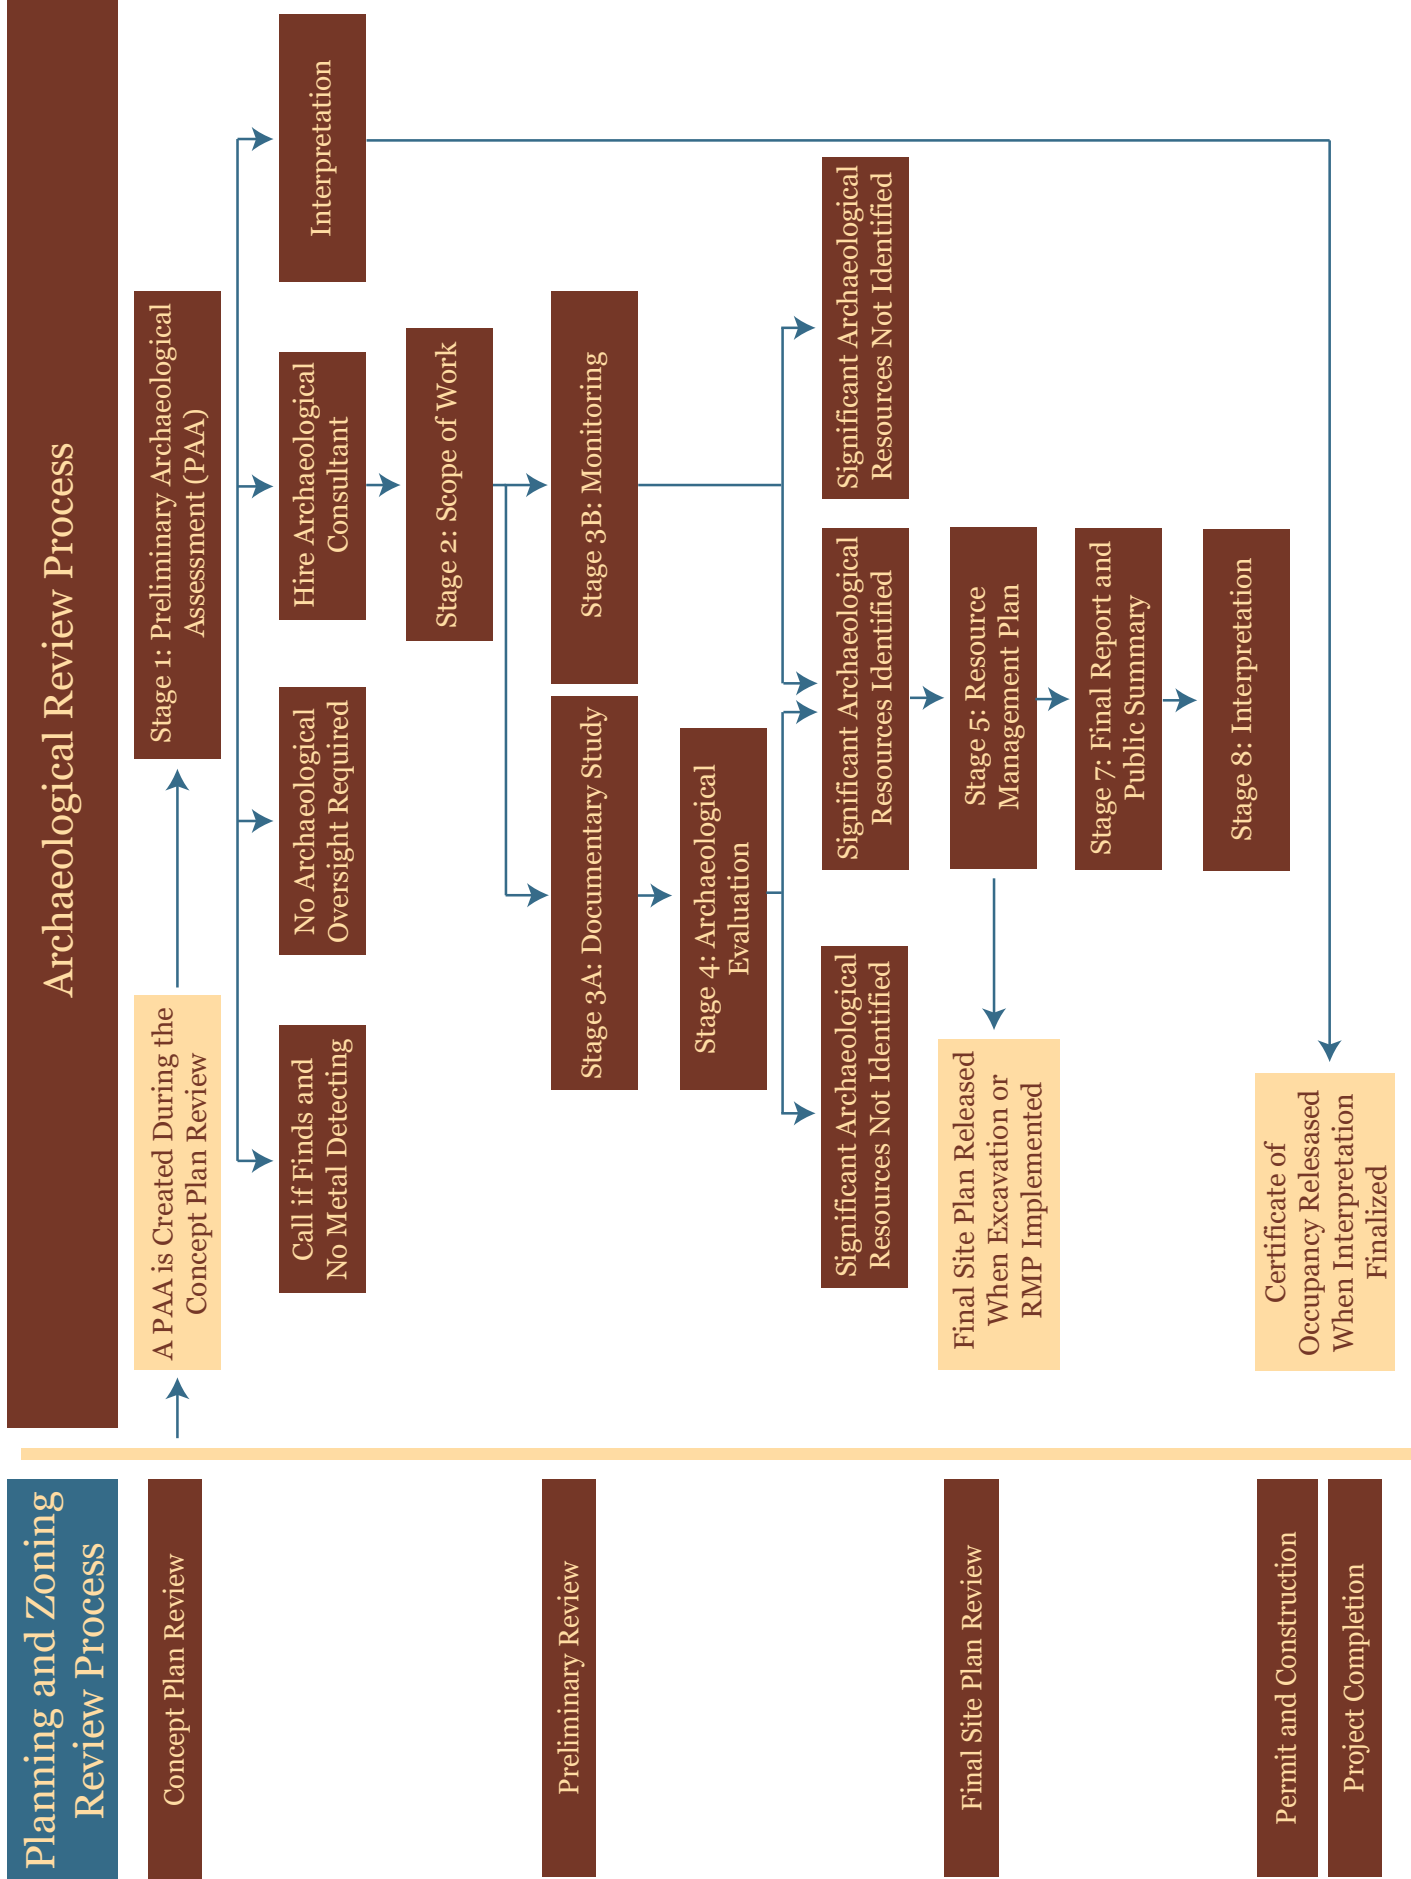 Planning and Zoning
Review Process
Archaeological Review Process
Concept Plan Review
A PAA is Created During the
Concept Plan Review
Stage 1: Preliminary Archaeological
Assessment (PAA)
Call if Finds and
No Metal Detecting
No Archaeological
Oversight Required
Hire Archaeological
Consultant
Interpretation
Stage 2: Scope of Work
Preliminary Review
Stage 3A: Documentary Study
Stage 3B: Monitoring
Stage 4: Archaeological
Evaluation
Significant Archaeological
Resources Not Identified
Significant Archaeological
Resources Identified
Significant Archaeological
Resources Not Identified
Final Site Plan Review
Final Site Plan Released
When Excavation or
RMP Implemented
Stage 5: Resource
Management Plan
Stage 7: Final Report and
Public Summary
Stage 8: Interpretation
Permit and Construction
Project Completion
Certificate of
Occupancy Relesased
When Interpretation
Finalized